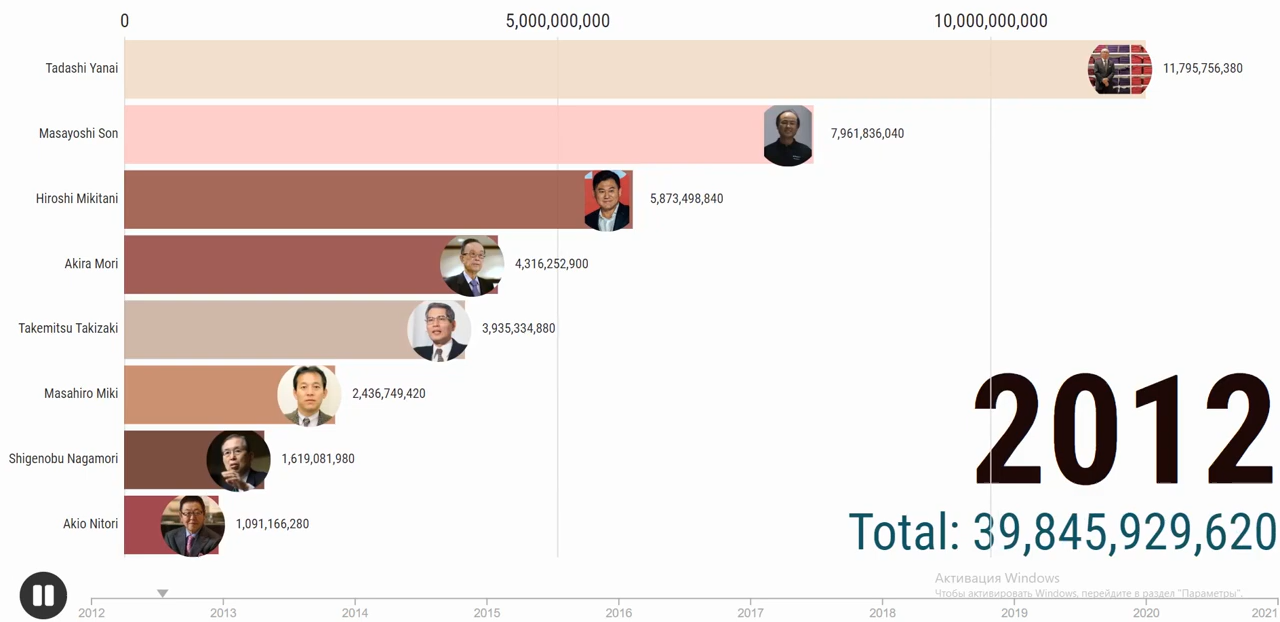 0 5,000,000,000 10,000,000,000
Tadashi Yanai 11,795,756,380
Masayoshi Son 7,961,836,040
Hiroshi Mikitani 5,873,498,840
Akira Mori 4,316,252,900
Takemitsu Takizaki 3,935,334,880
Masahiro Miki 2,436,749,420
Shigenobu Nagamori 1,619,081,980
Akio Nitori 1,091,166,280
2012
Total: 39,845,929,620
Активация Windows
Чтобы активировать Windows, перейдите в раздел "Параметры".
2012 2013 2014 2015 2016 2017 2018 2019 2020 2021